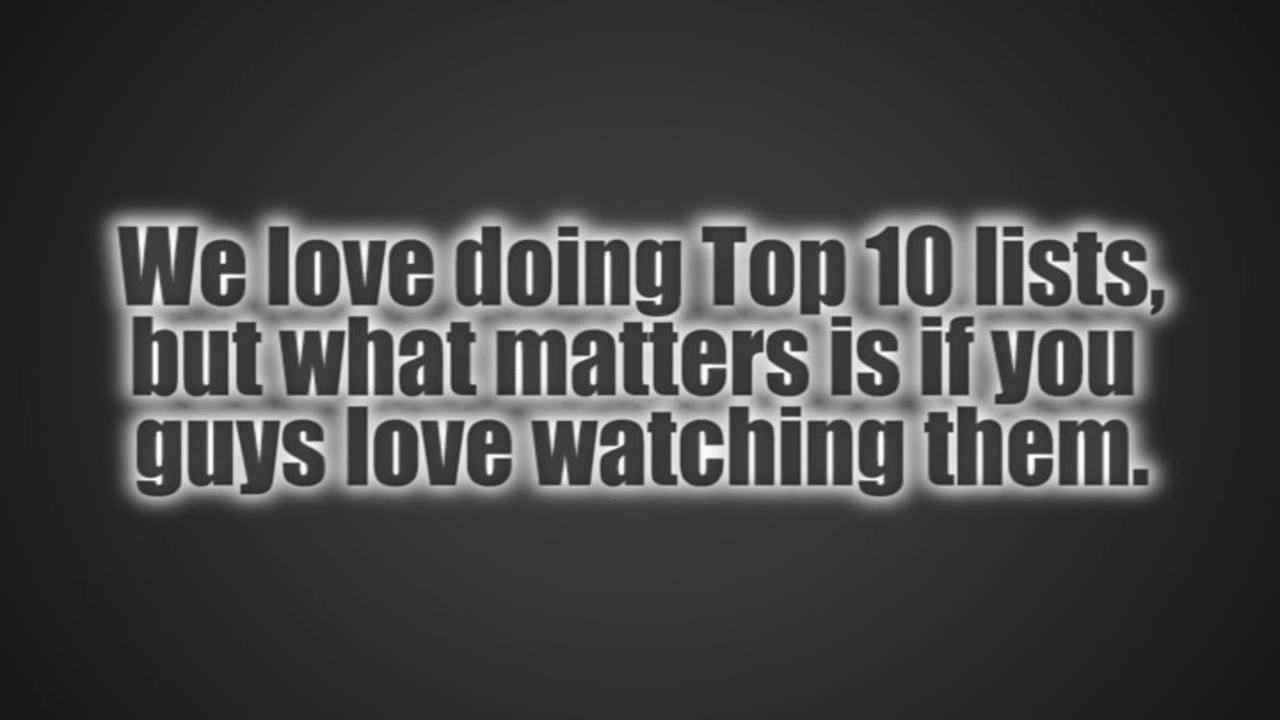 We love doing Top 10 lists,
but what matters is if you
guys love watching them.